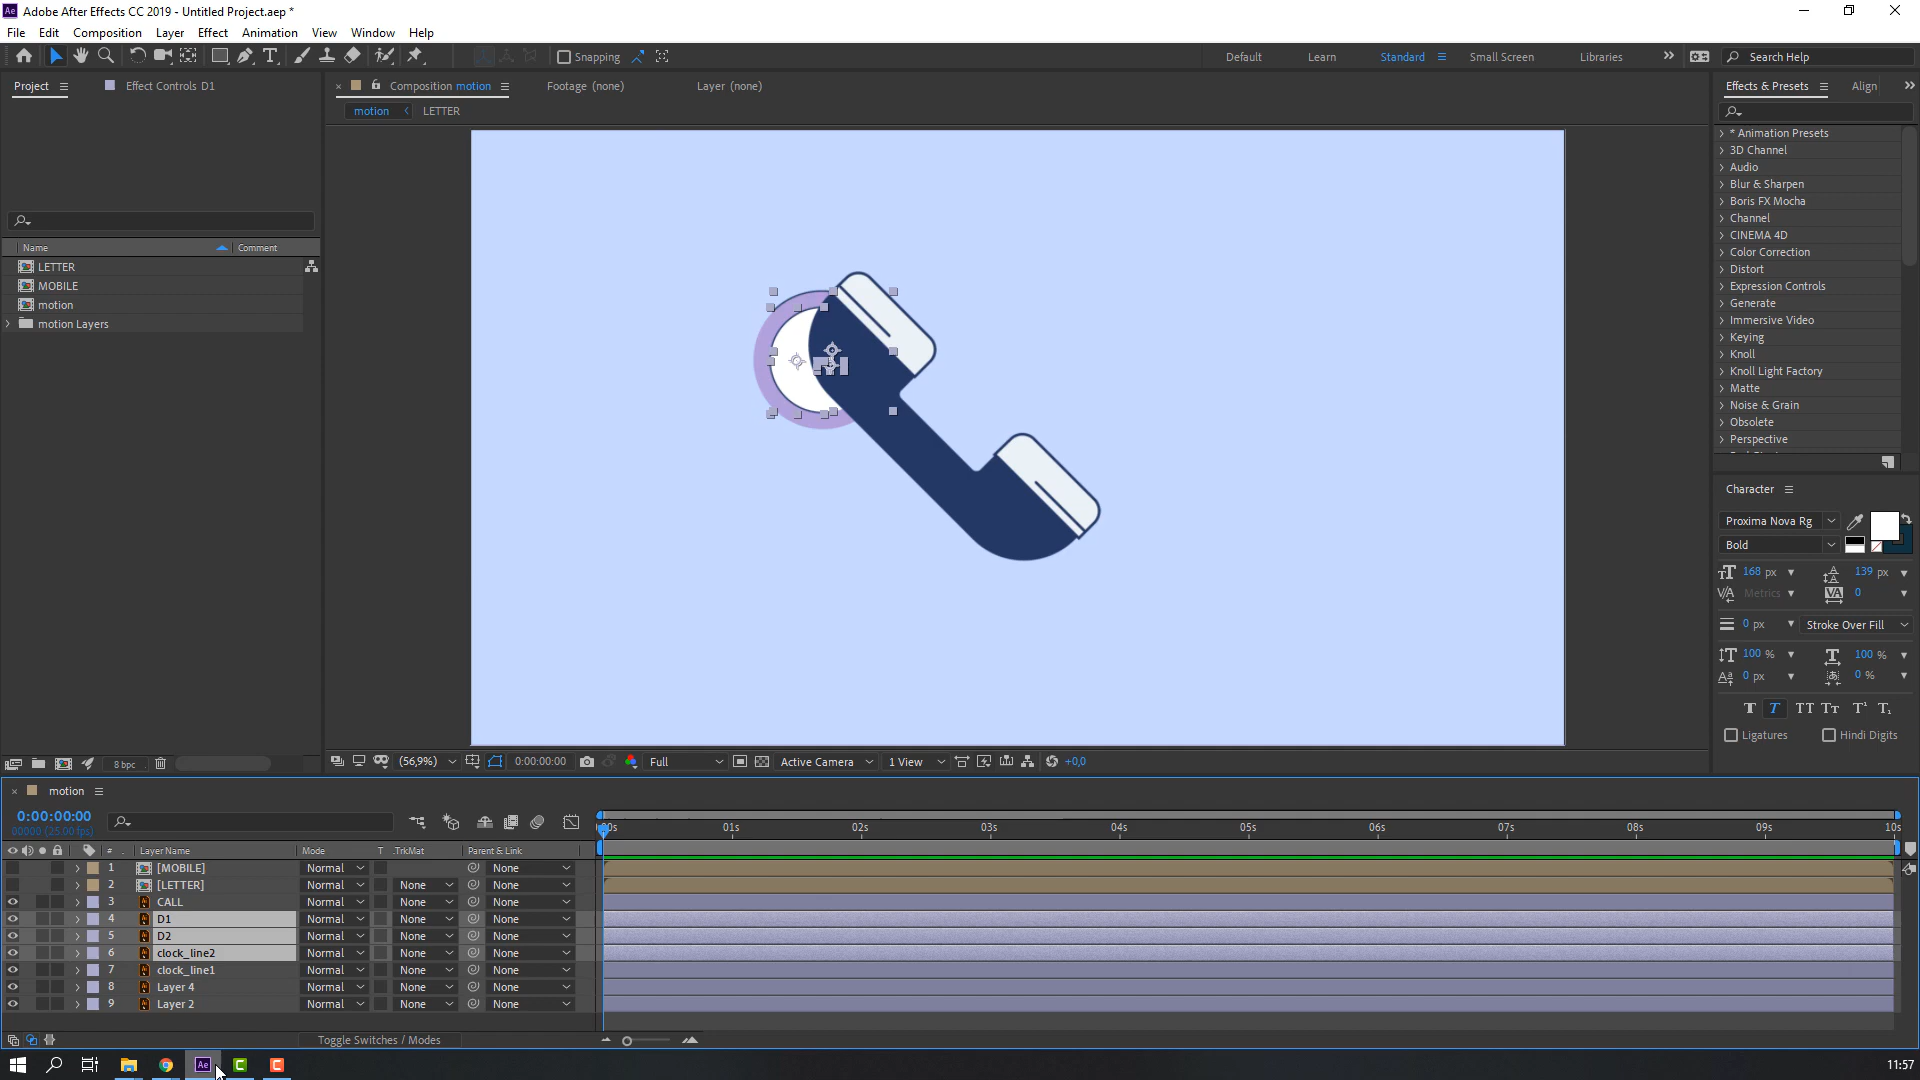 Adobe After Effects CC 2019 - Untitled Project.aep *
File Edit Composition Layer Effect Animation View Window Help
Snapping Default Learn Standard Small Screen Libraries Search Help
Project Effect Controls D1
Composition motion Footage (none) Layer (none)
motion LETTER
Name Comment
LETTER
MOBILE
motion
motion Layers
8 bpc
(56,9%) 0:00:00:00 Full Active Camera 1 View +0,0
Effects & Presets Align
* Animation Presets
3D Channel
Audio
Blur & Sharpen
Boris FX Mocha
Channel
CINEMA 4D
Color Correction
Distort
Expression Controls
Generate
Immersive Video
Keying
Knoll
Knoll Light Factory
Matte
Noise & Grain
Obsolete
Perspective
Character
Proxima Nova Rg
Bold
168 px 139 px
Metrics 0
0 px Stroke Over Fill
100 % 100 %
0 px 0 %
Ligatures Hindi Digits
motion
0:00:00:00
00000 (25.00 fps)
# Layer Name Mode T .TrkMat Parent & Link
01s 02s 03s 04s 05s 06s 07s 08s 09s 10s
1 [MOBILE] Normal None
2 [LETTER] Normal None None
3 CALL Normal None None
4 D1 Normal None None
5 D2 Normal None None
6 clock_line2 Normal None None
7 clock_line1 Normal None None
8 Layer 4 Normal None None
9 Layer 2 Normal None None
Toggle Switches / Modes
Ae
11:57